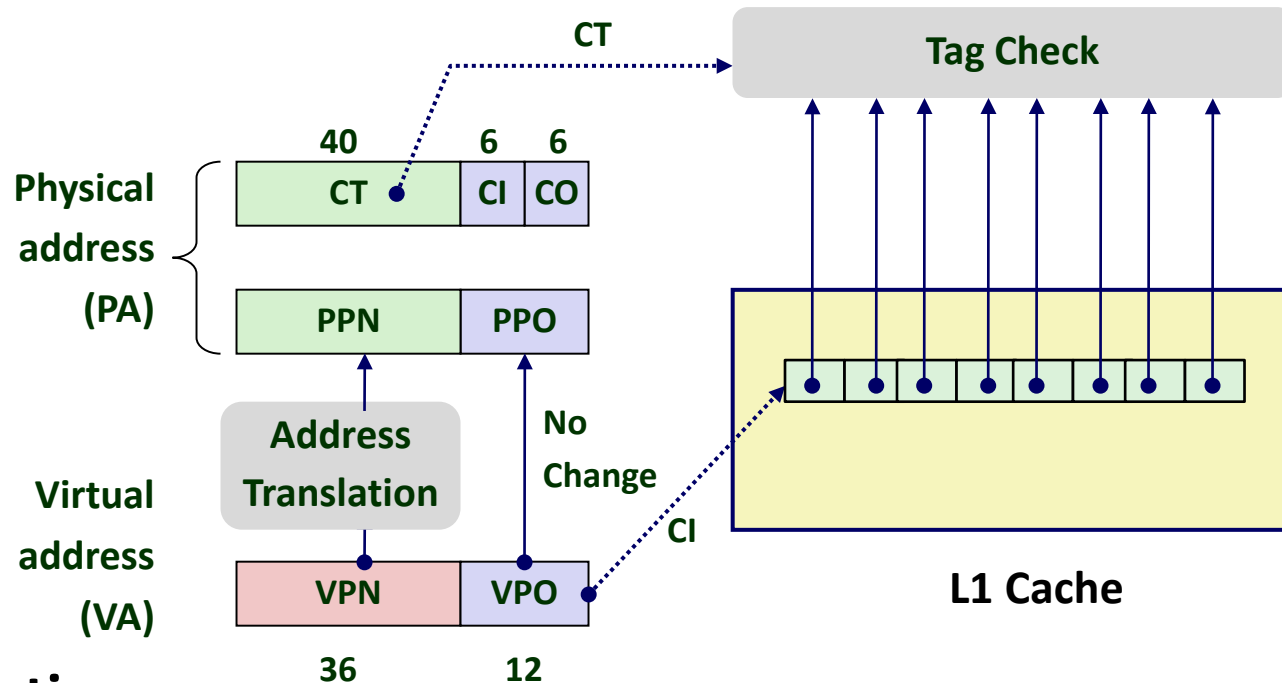 CT
Tag Check
40 6 6
Physical
address
(PA)
CT CI CO
PPN PPO
Address
Translation
No
Change
Virtual
address
(VA)
CI
VPN VPO
L1 Cache
36 12